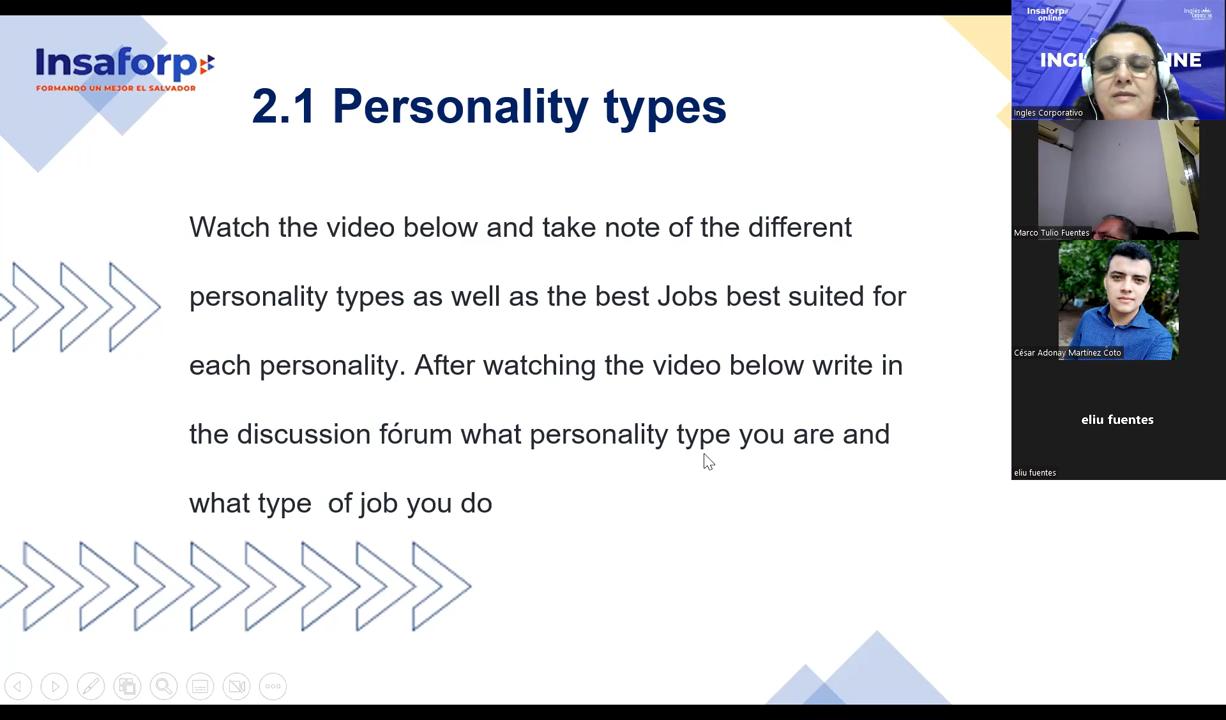 Insaforp
FORMANDO UN MEJOR EL SALVADOR
2.1 Personality types
Watch the video below and take note of the different
personality types as well as the best Jobs best suited for
each personality. After watching the video below write in
the discussion fórum what personality type you are and
what type of job you do
Insaforp
online
Ingles Corporativo
Marco Tulio Fuentes
César Adonay Martínez Coto
eliu fuentes
eliu fuentes